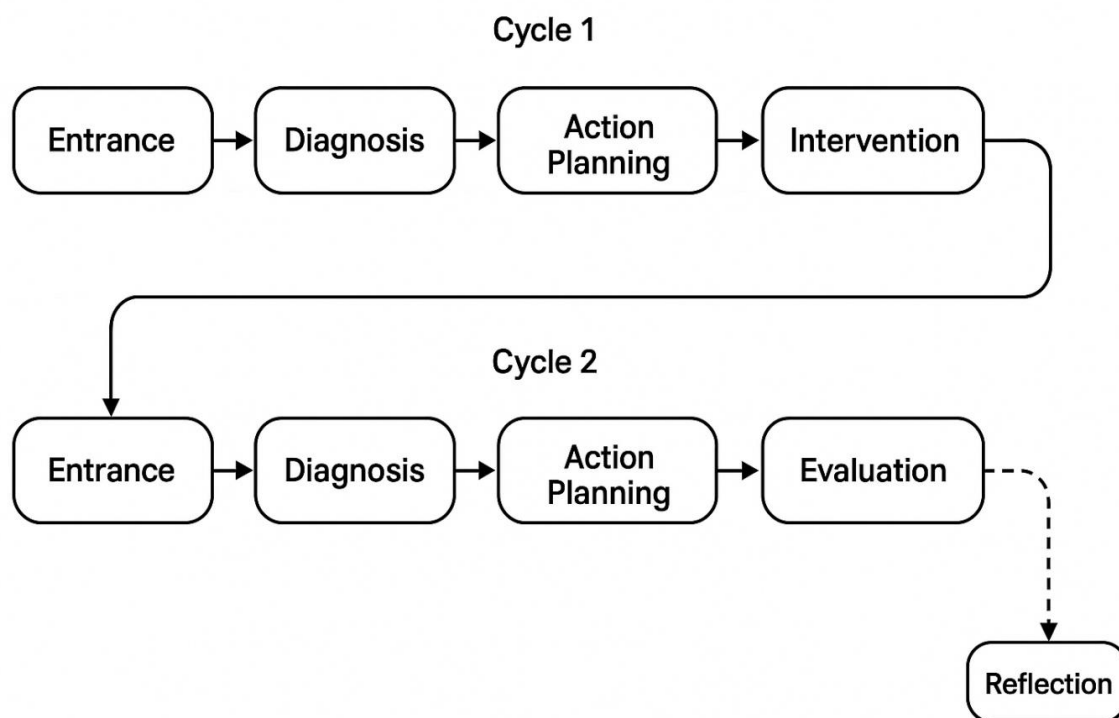 Cycle 1
Entrance
Diagnosis
Action
Planning
Intervention
Cycle 2
Entrance
Diagnosis
Action
Planning
Evaluation
Reflection